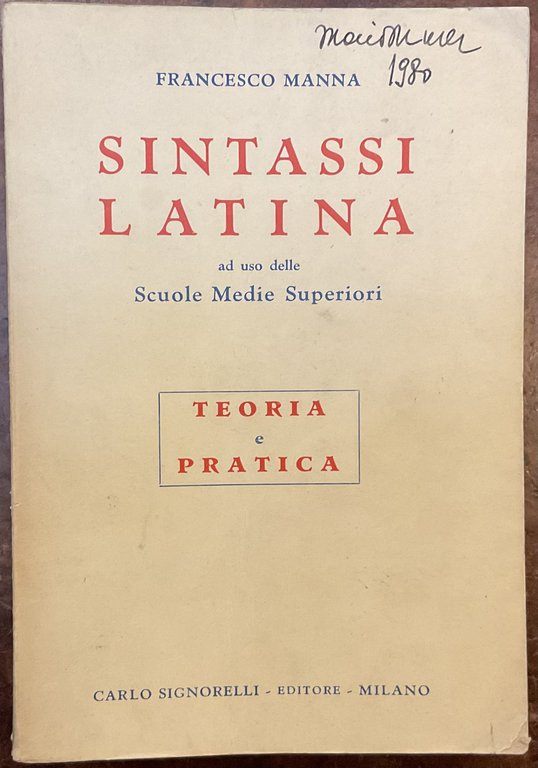 1980
FRANCESCO MANNA
SINTASSI
LATINA
ad uso delle
Scuole Medie Superiori
TEORIA
e
PRATICA
CARLO SIGNORELLI - EDITORE - MILANO